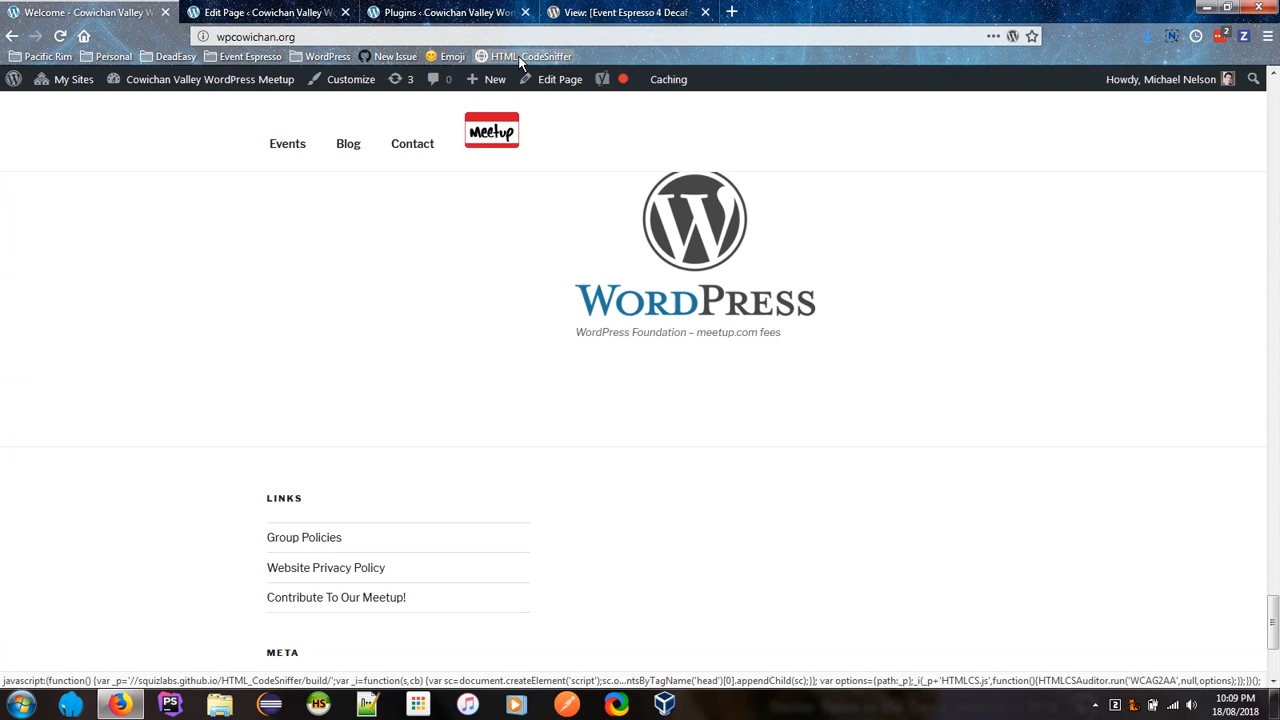 Welcome - Cowichan Valley W
Edit Page ‹ Cowichan Valley W
Plugins ‹ Cowichan Valley Wor
View: [Event Espresso 4 Decaf
wpcowichan.org
Pacific Rim
Personal
DeadEasy
Event Espresso
WordPress
New Issue
Emoji
HTML_CodeSniffer
2
My Sites
Cowichan Valley WordPress Meetup
Customize
3
0
New
Edit Page
Caching
Howdy, Michael Nelson
Events
Blog
Contact
meetup
WORDPRESS
WordPress Foundation – meetup.com fees
LINKS
Group Policies
Website Privacy Policy
Contribute To Our Meetup!
META
javascript:(function() {var _p='//squizlabs.github.io/HTML_CodeSniffer/build/';var _i=function(s,cb) {var sc=document.createElement('script');sc.o...ntsByTagName('head')[0].appendChild(sc);}; var options={path:_p};_i(_p+'HTMLCS.js',function(){HTMLCSAuditor.run('WCAG2AA',null,options);});})();
PS
HS
10:09 PM
18/08/2018